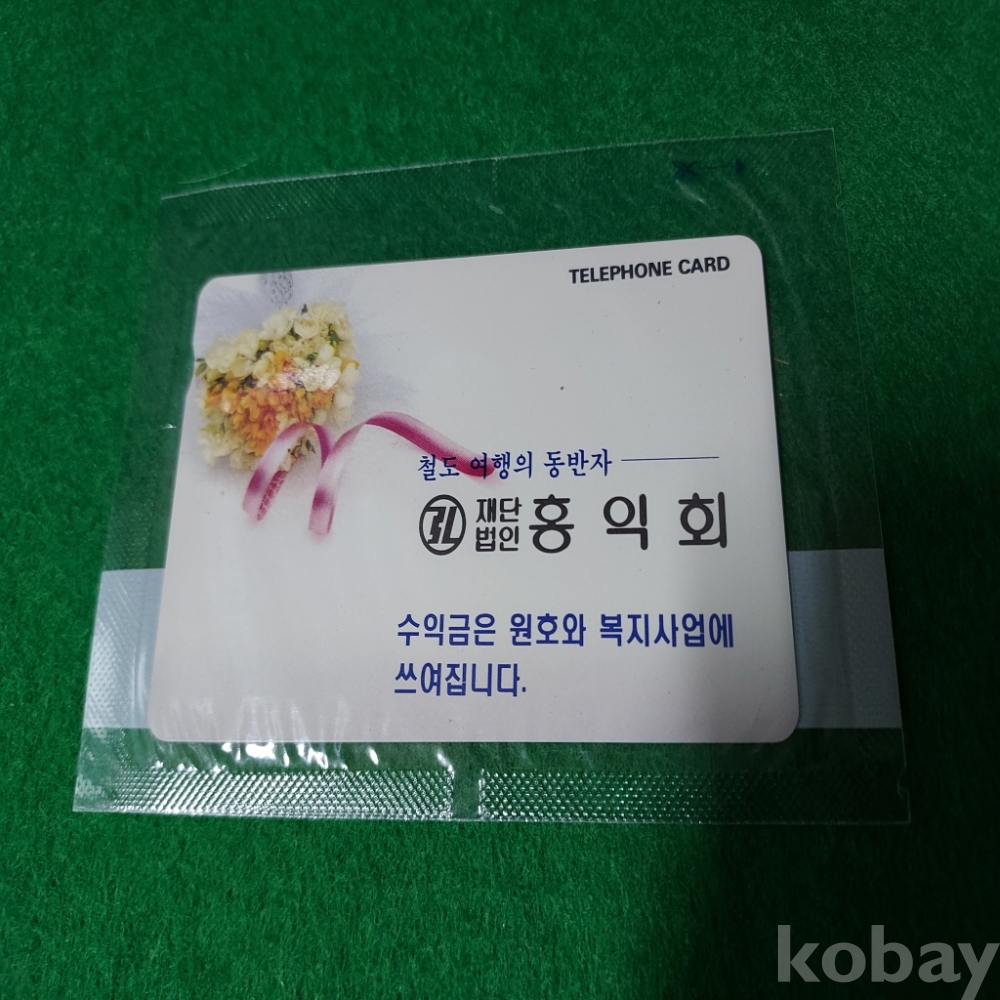 TELEPHONE CARD
철도 여행의 동반자
재단
법인 홍익회
수익금은 원호와 복지사업에
쓰여집니다.
kobay